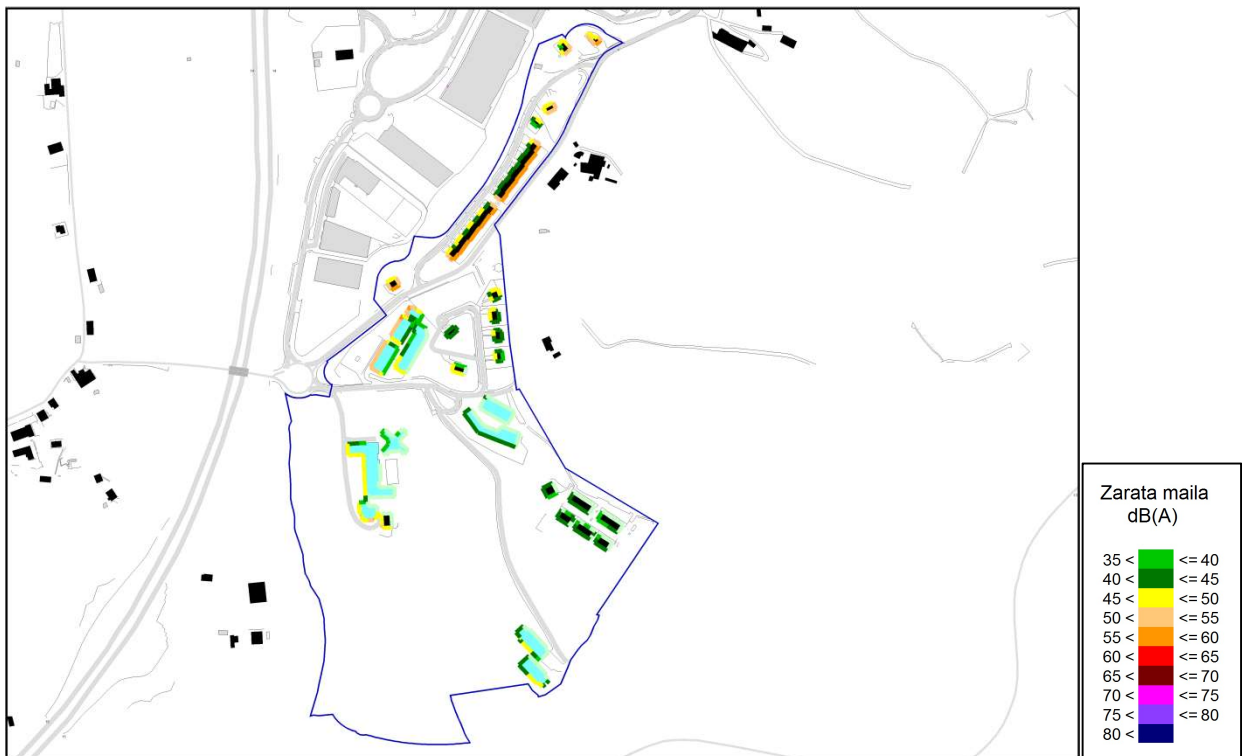 Zarata maila
dB(A)
35 < <= 40
40 < <= 45
45 < <= 50
50 < <= 55
55 < <= 60
60 < <= 65
65 < <= 70
70 < <= 75
75 < <= 80
80 <